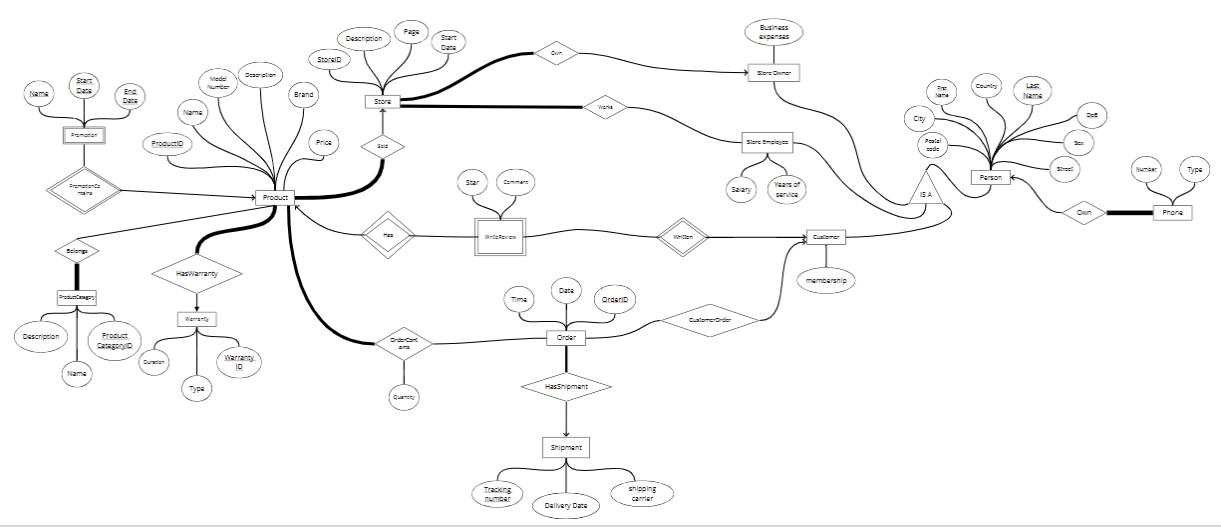 Business
expenses
Description
Page
Start
Date
StoreID
Own
Store Owner
Name
Start
Date
End
Date
Model
Number
Description
Brand
Name
Price
ProductID
Promotion
Store
Works
Sold
Store Employee
Salary
Years of
service
First
Name
Country
Last
Name
City
DoB
Postal
code
Sex
Street
Person
IS A
Number
Type
Own
Phone
PromotionCo
ntains
Product
Star
Comment
Has
WriteReview
Written
Customer
membership
Belongs
HasWarranty
ProductCategory
Description
Product
CategoryID
Name
Warranty
Duration
Warranty
ID
Type
Time
Date
OrderID
CustomerOrder
OrderCont
ains
Order
Quantity
HasShipment
Shipment
Tracking
number
Delivery Date
shipping
carrier